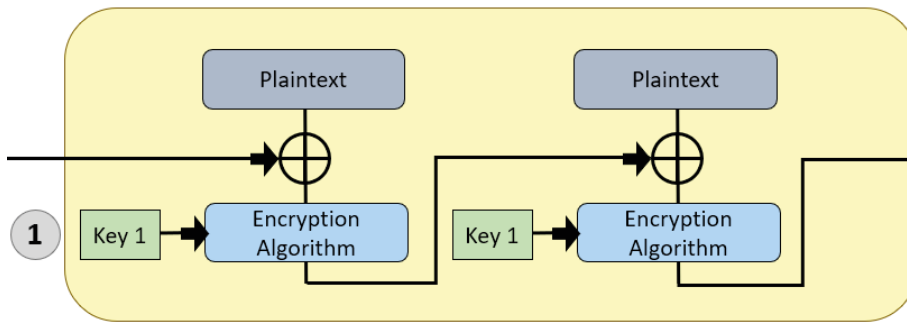 Plaintext
Plaintext
1
Key 1
Encryption
Algorithm
Key 1
Encryption
Algorithm